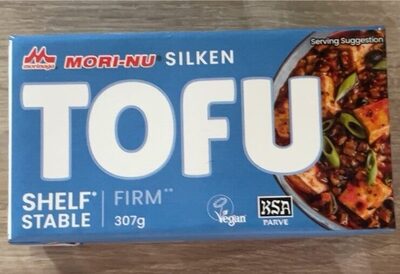 Serving Suggestion
morinaga MORI-NU® SILKEN
TOFU
SHELF* FIRM**
STABLE 307g
Vegan KSA
PARVE